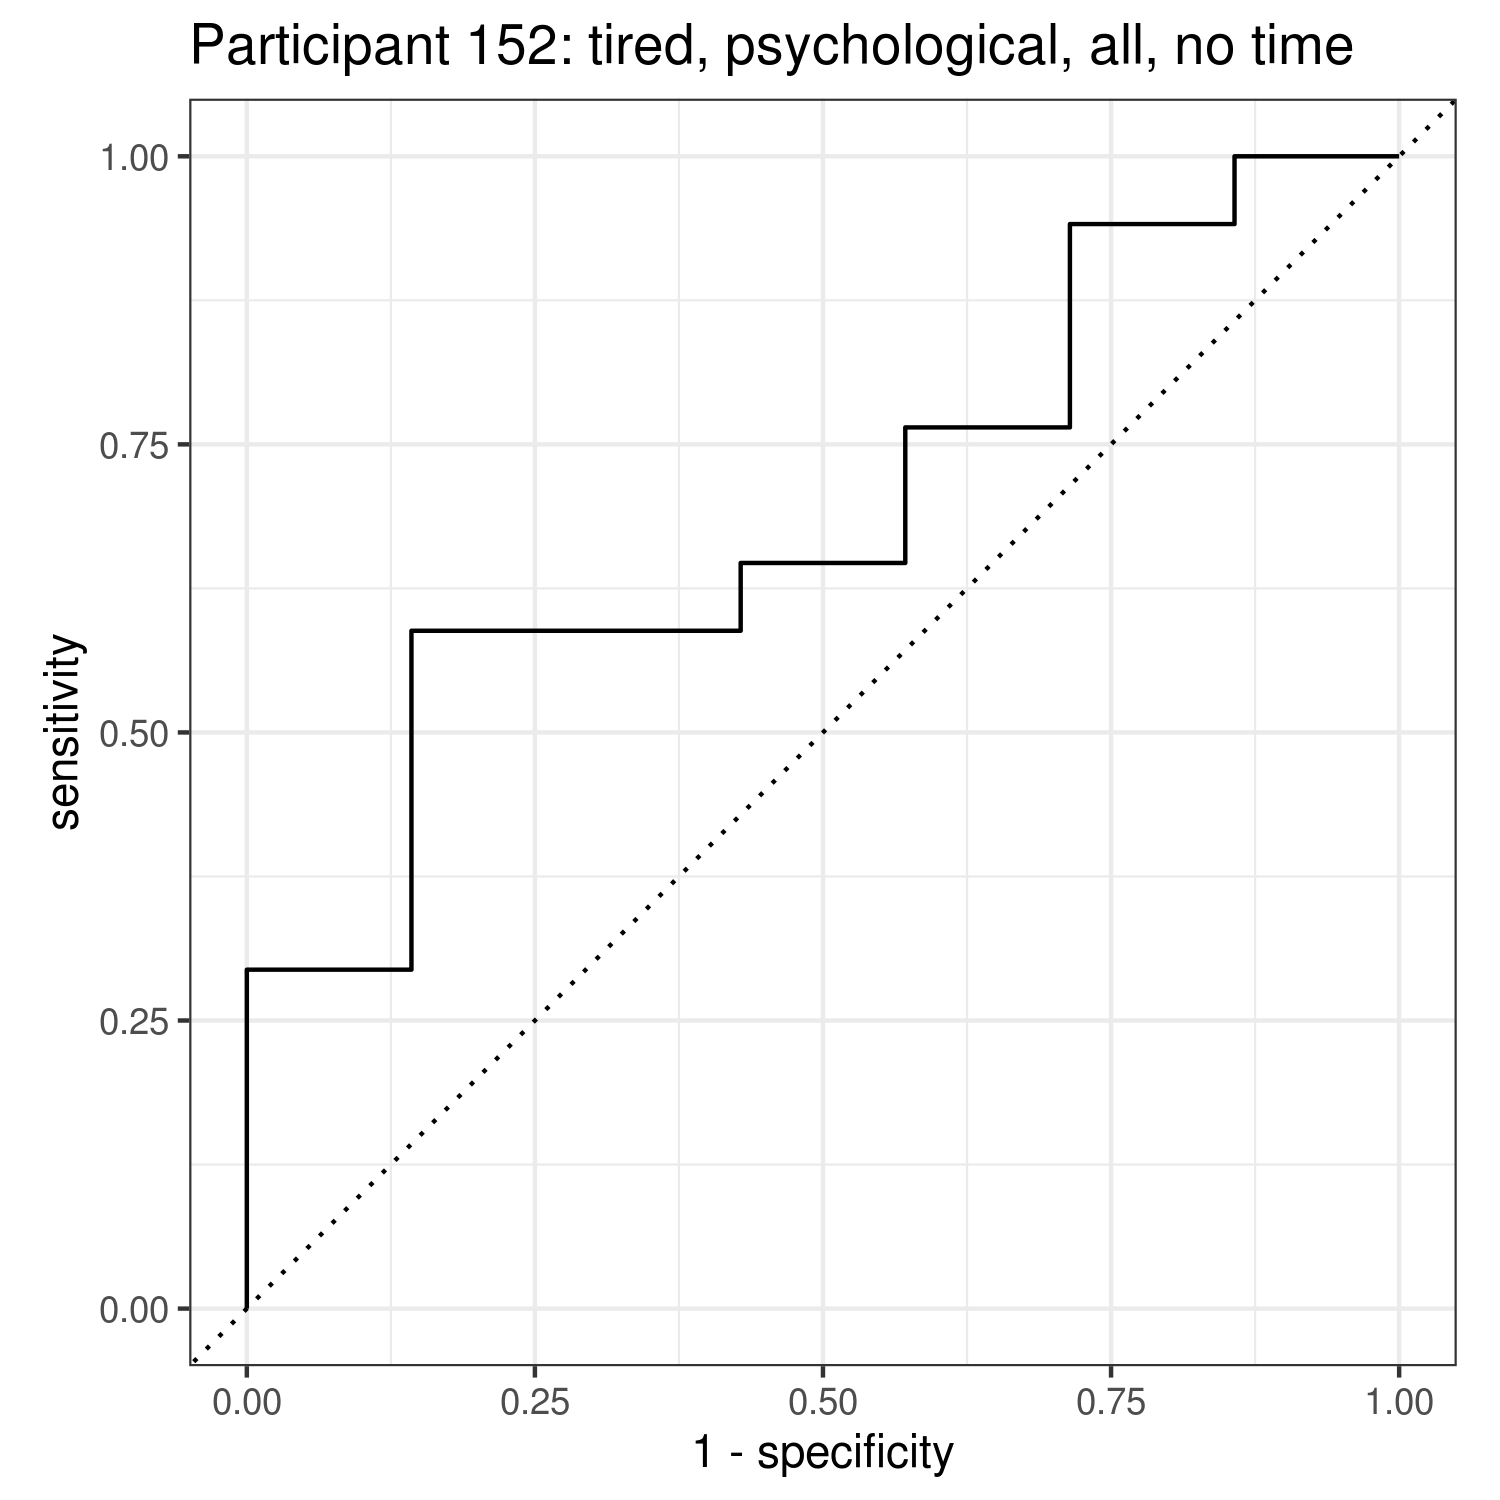 Participant 152: tired, psychological, all, no time
1.00
0.75
0.50
0.25
0.00
sensitivity
0.00 0.25 0.50 0.75 1.00
1 - specificity